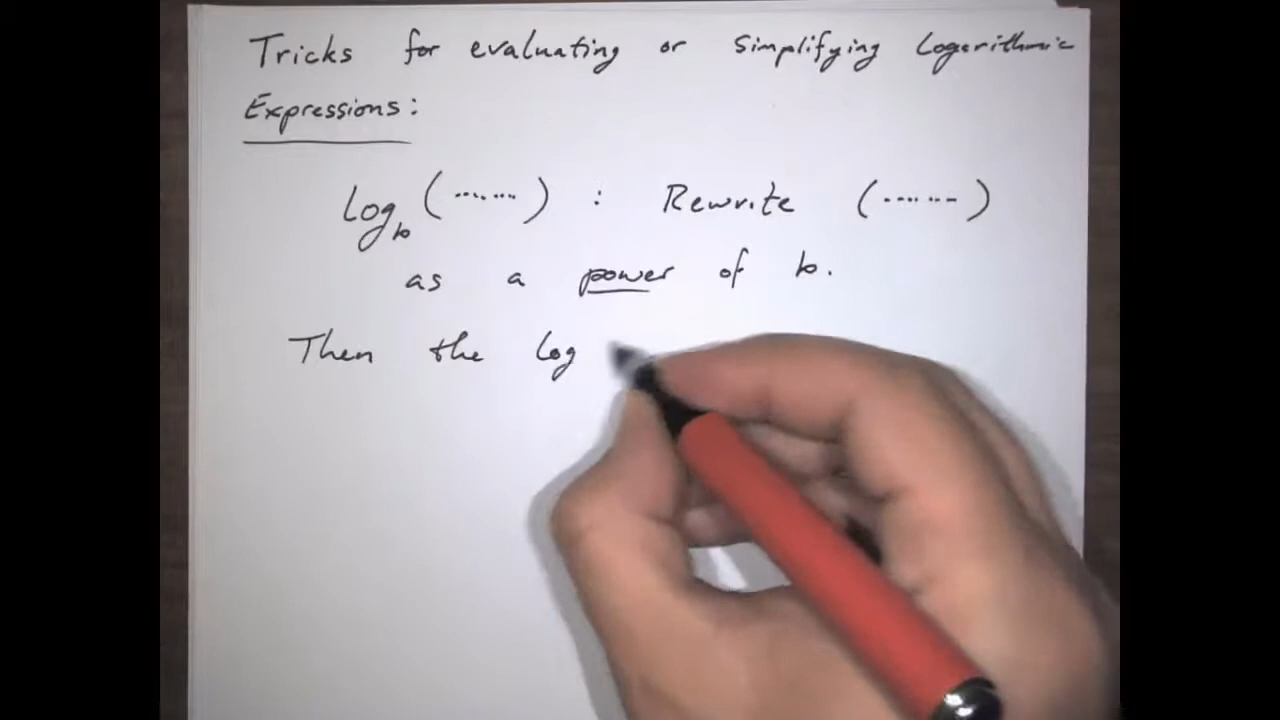 Tricks for evaluating or Simplifying Logarithmic
Expressions:
Log_b (.......) : Rewrite (.......)
as a power of b.
Then the log